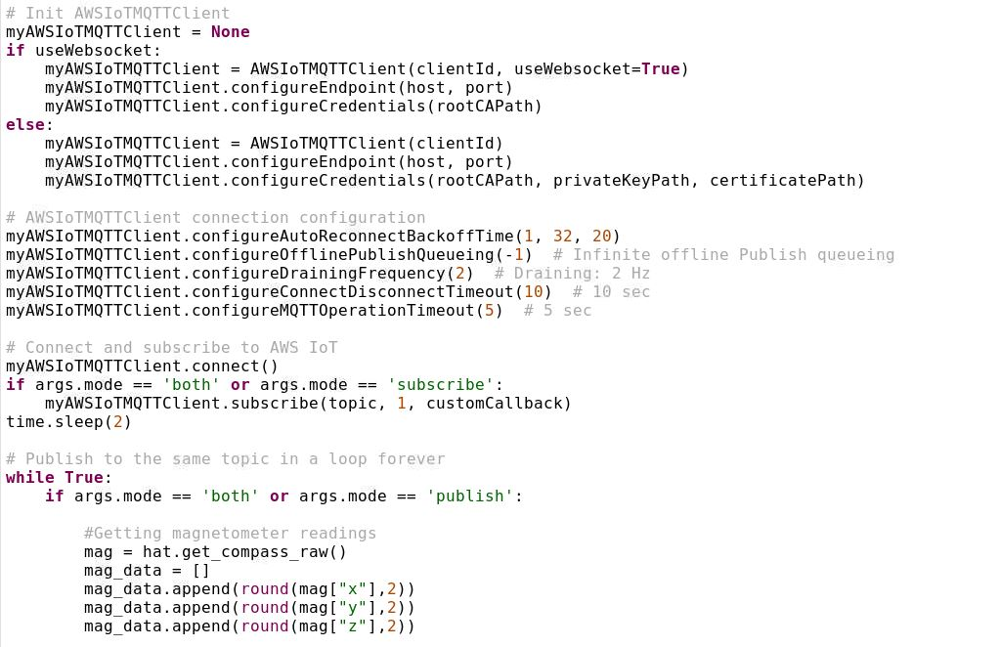 # Init AWSIoTMQTTClient
myAWSIoTMQTTClient = None
if useWebsocket:
    myAWSIoTMQTTClient = AWSIoTMQTTClient(clientId, useWebsocket=True)
    myAWSIoTMQTTClient.configureEndpoint(host, port)
    myAWSIoTMQTTClient.configureCredentials(rootCAPath)
else:
    myAWSIoTMQTTClient = AWSIoTMQTTClient(clientId)
    myAWSIoTMQTTClient.configureEndpoint(host, port)
    myAWSIoTMQTTClient.configureCredentials(rootCAPath, privateKeyPath, certificatePath)

# AWSIoTMQTTClient connection configuration
myAWSIoTMQTTClient.configureAutoReconnectBackoffTime(1, 32, 20)
myAWSIoTMQTTClient.configureOfflinePublishQueueing(-1)  # Infinite offline Publish queueing
myAWSIoTMQTTClient.configureDrainingFrequency(2)  # Draining: 2 Hz
myAWSIoTMQTTClient.configureConnectDisconnectTimeout(10)  # 10 sec
myAWSIoTMQTTClient.configureMQTTOperationTimeout(5)  # 5 sec

# Connect and subscribe to AWS IoT
myAWSIoTMQTTClient.connect()
if args.mode == 'both' or args.mode == 'subscribe':
    myAWSIoTMQTTClient.subscribe(topic, 1, customCallback)
time.sleep(2)

# Publish to the same topic in a loop forever
while True:
    if args.mode == 'both' or args.mode == 'publish':

        #Getting magnetometer readings
        mag = hat.get_compass_raw()
        mag_data = []
        mag_data.append(round(mag["x"],2))
        mag_data.append(round(mag["y"],2))
        mag_data.append(round(mag["z"],2))